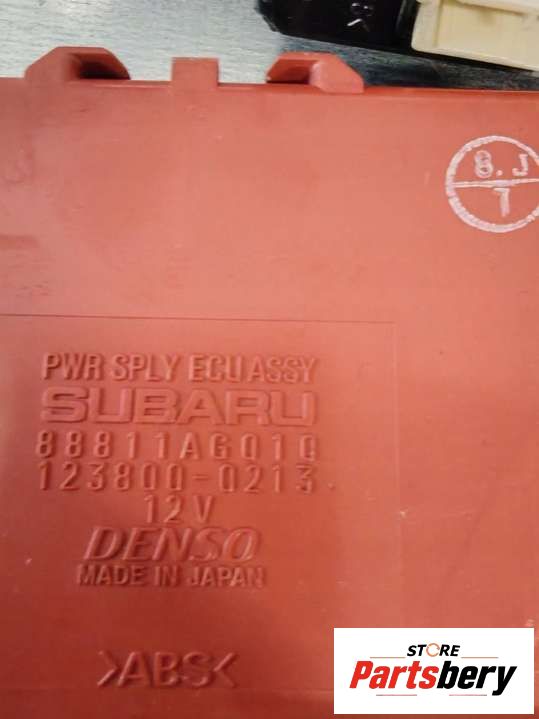 8.J
7
PWR SPLY ECU ASSY
SUBARU
88811AG010
123800-0213
12V
DENSO
MADE IN JAPAN
>ABS<
STORE
Partsbery